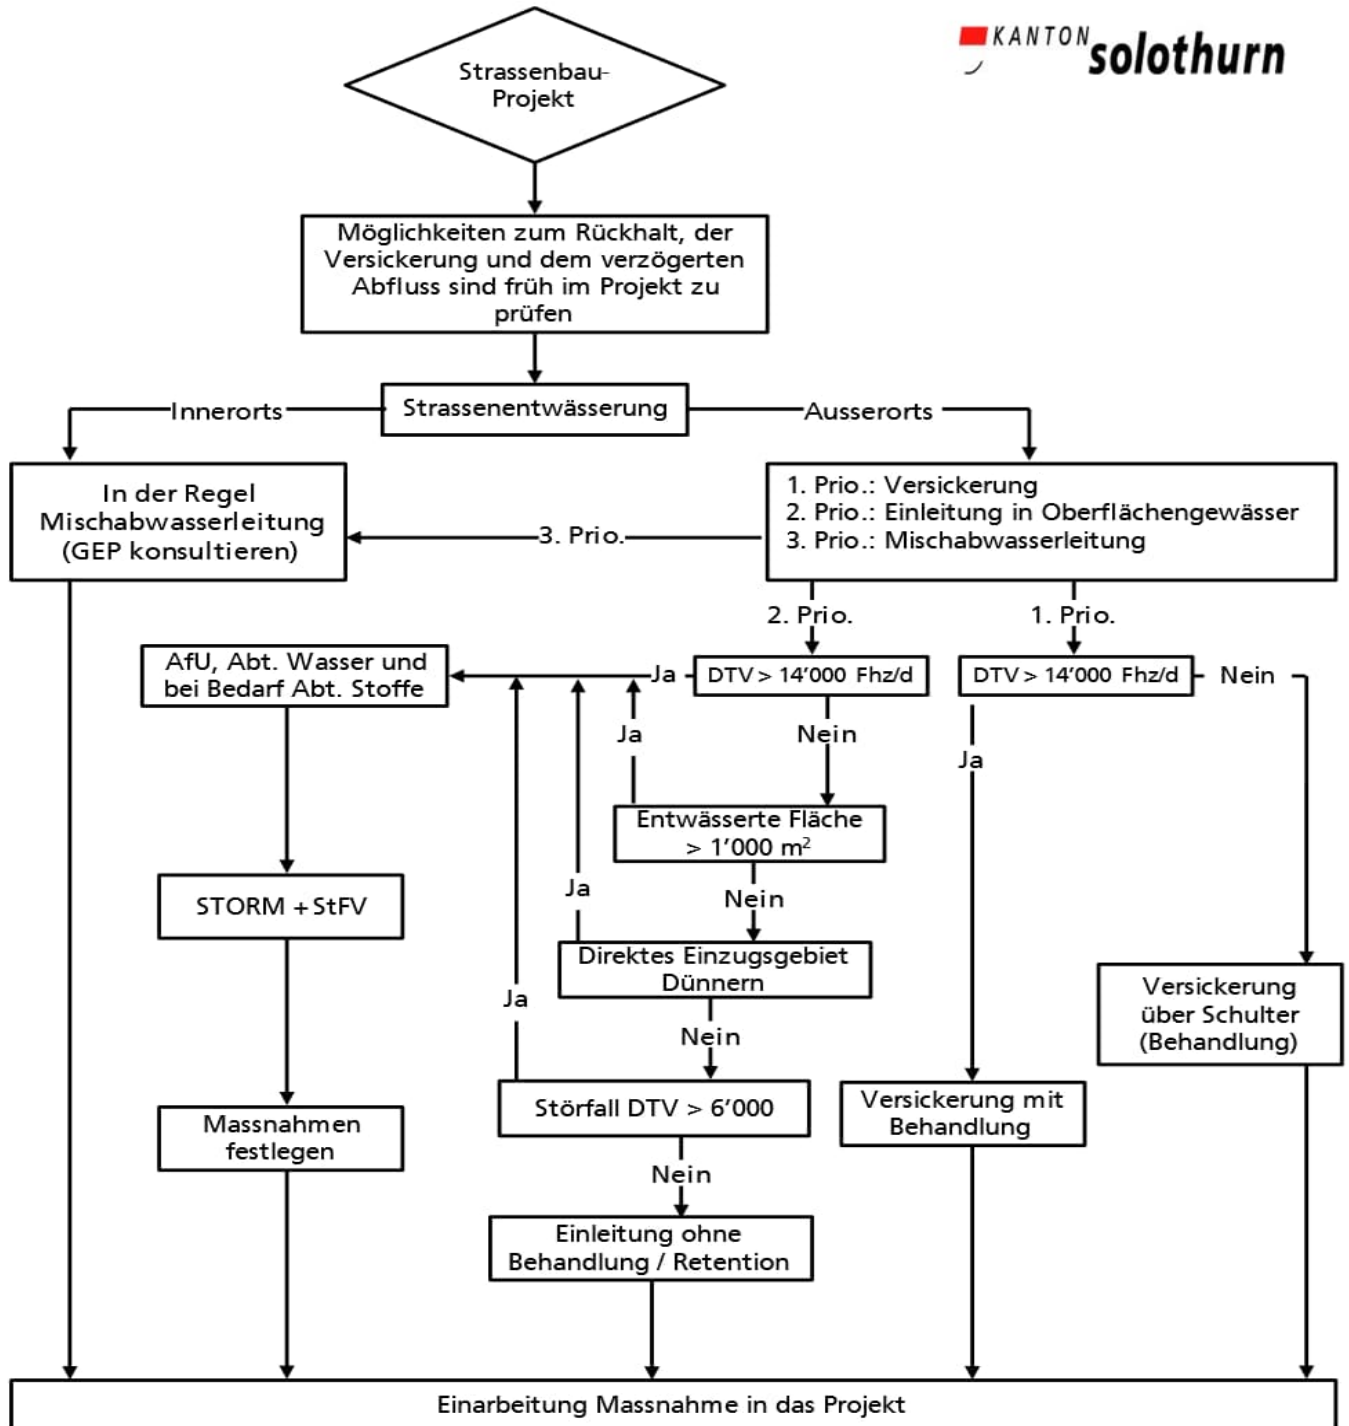 KANTON solothurn
Strassenbau-
Projekt
Möglichkeiten zum Rückhalt, der
Versickerung und dem verzögerten
Abfluss sind früh im Projekt zu
prüfen
Innerorts
Strassenentwässerung
Ausserorts
In der Regel
Mischabwasserleitung
(GEP konsultieren)
3. Prio.
1. Prio.: Versickerung
2. Prio.: Einleitung in Oberflächengewässer
3. Prio.: Mischabwasserleitung
2. Prio.
1. Prio.
AfU, Abt. Wasser und
bei Bedarf Abt. Stoffe
Ja
DTV > 14’000 Fhz/d
DTV > 14’000 Fhz/d
Nein
Ja
Nein
Ja
Entwässerte Fläche
> 1’000 m²
Ja
Nein
STORM + StFV
Direktes Einzugsgebiet
Dünnern
Ja
Nein
Versickerung
über Schulter
(Behandlung)
Störfall DTV > 6’000
Versickerung mit
Behandlung
Massnahmen
festlegen
Nein
Einleitung ohne
Behandlung / Retention
Einarbeitung Massnahme in das Projekt